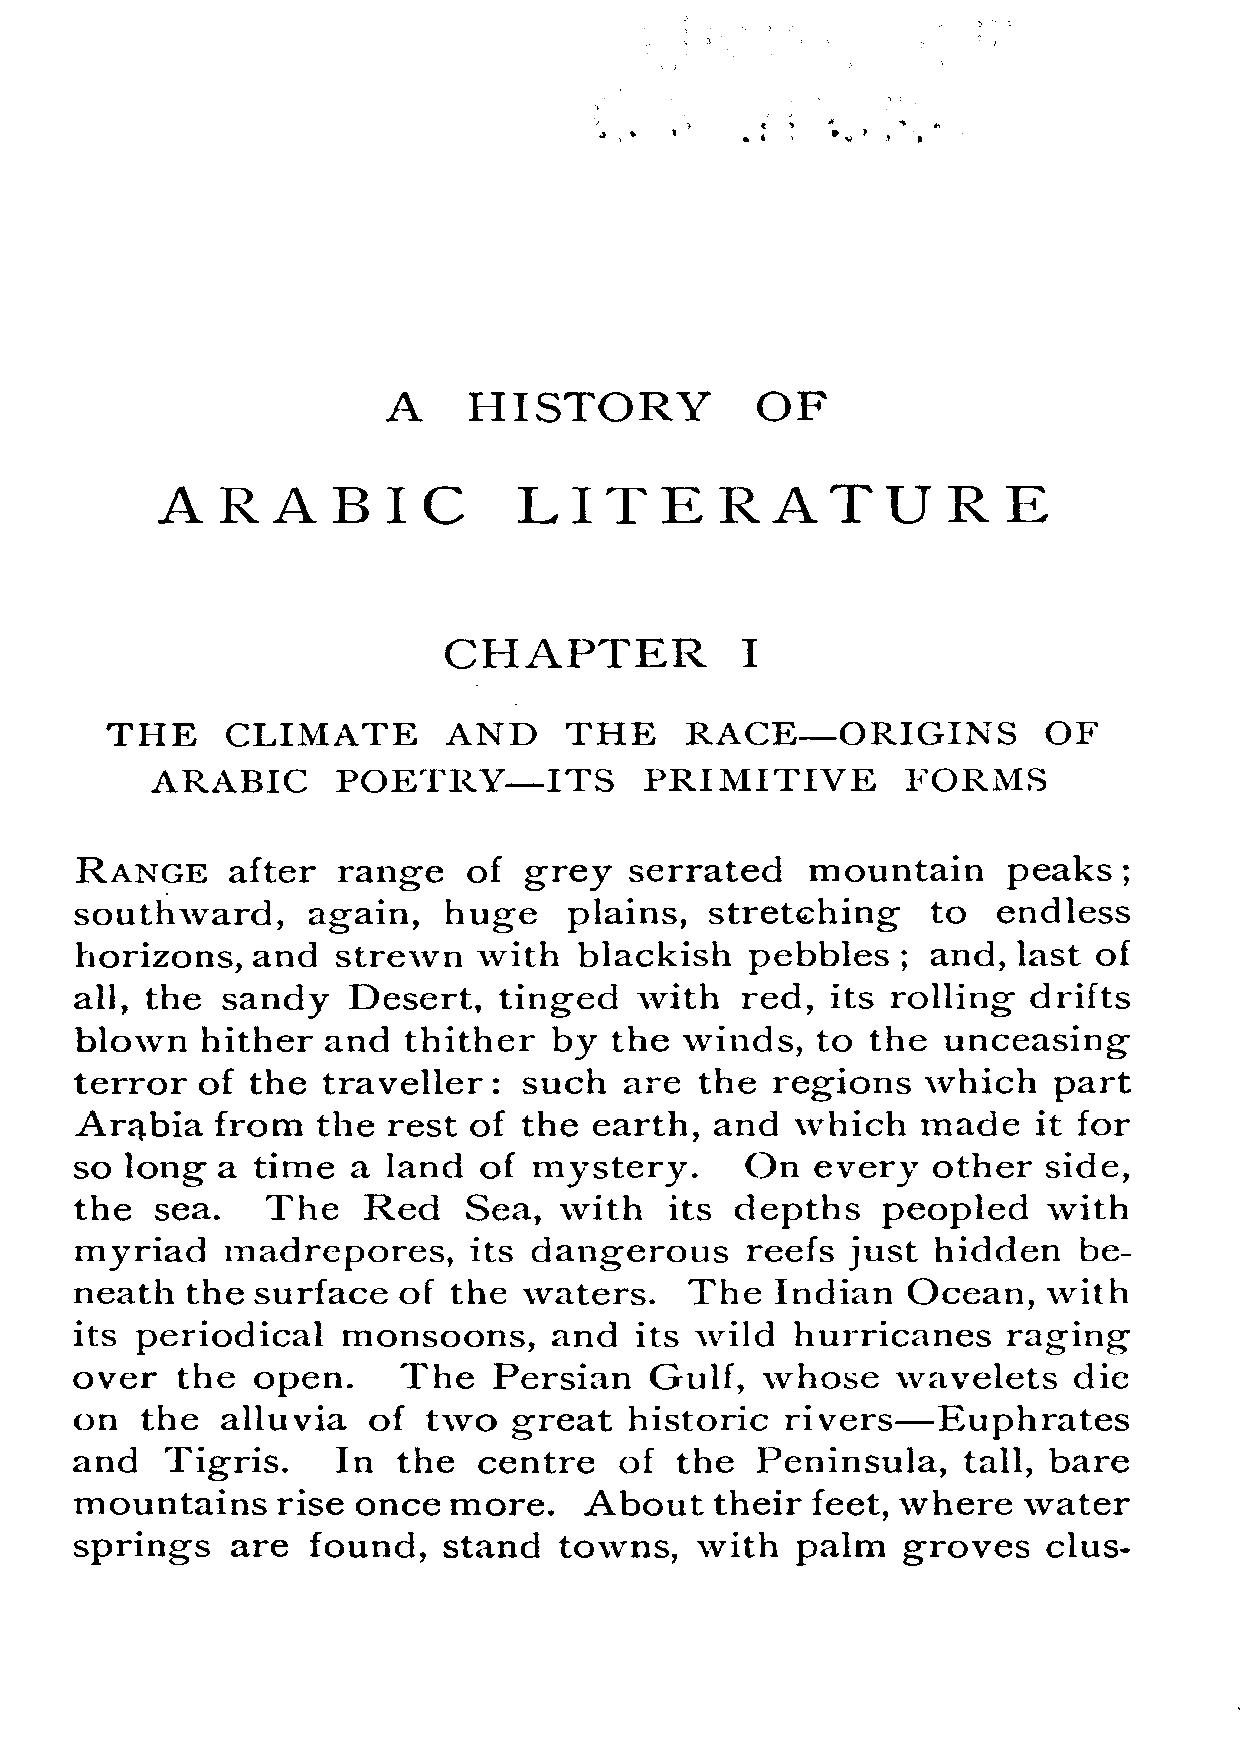 A HISTORY OF
ARABIC LITERATURE
CHAPTER I
THE CLIMATE AND THE RACE—ORIGINS OF
ARABIC POETRY—ITS PRIMITIVE FORMS
RANGE after range of grey serrated mountain peaks;
southward, again, huge plains, stretching to endless
horizons, and strewn with blackish pebbles; and, last of
all, the sandy Desert, tinged with red, its rolling drifts
blown hither and thither by the winds, to the unceasing
terror of the traveller: such are the regions which part
Arabia from the rest of the earth, and which made it for
so long a time a land of mystery. On every other side,
the sea. The Red Sea, with its depths peopled with
myriad madrepores, its dangerous reefs just hidden be-
neath the surface of the waters. The Indian Ocean, with
its periodical monsoons, and its wild hurricanes raging
over the open. The Persian Gulf, whose wavelets die
on the alluvia of two great historic rivers—Euphrates
and Tigris. In the centre of the Peninsula, tall, bare
mountains rise once more. About their feet, where water
springs are found, stand towns, with palm groves clus-